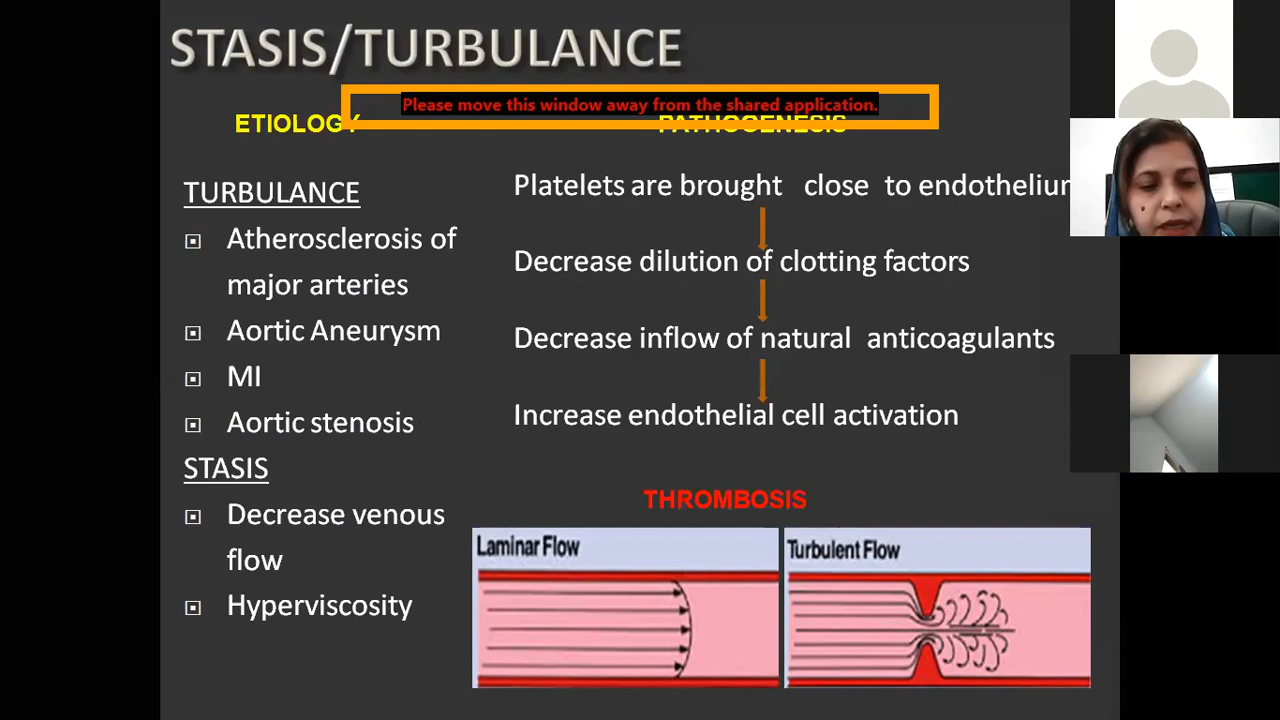 STASIS/TURBULANCE
Please move this window away from the shared application.
ETIOLOGY
PATHOGENESIS
TURBULANCE
Atherosclerosis of
major arteries
Aortic Aneurysm
MI
Aortic stenosis
STASIS
Decrease venous
flow
Hyperviscosity
Platelets are brought close to endothelium
Decrease dilution of clotting factors
Decrease inflow of natural anticoagulants
Increase endothelial cell activation
THROMBOSIS
Laminar Flow
Turbulent Flow